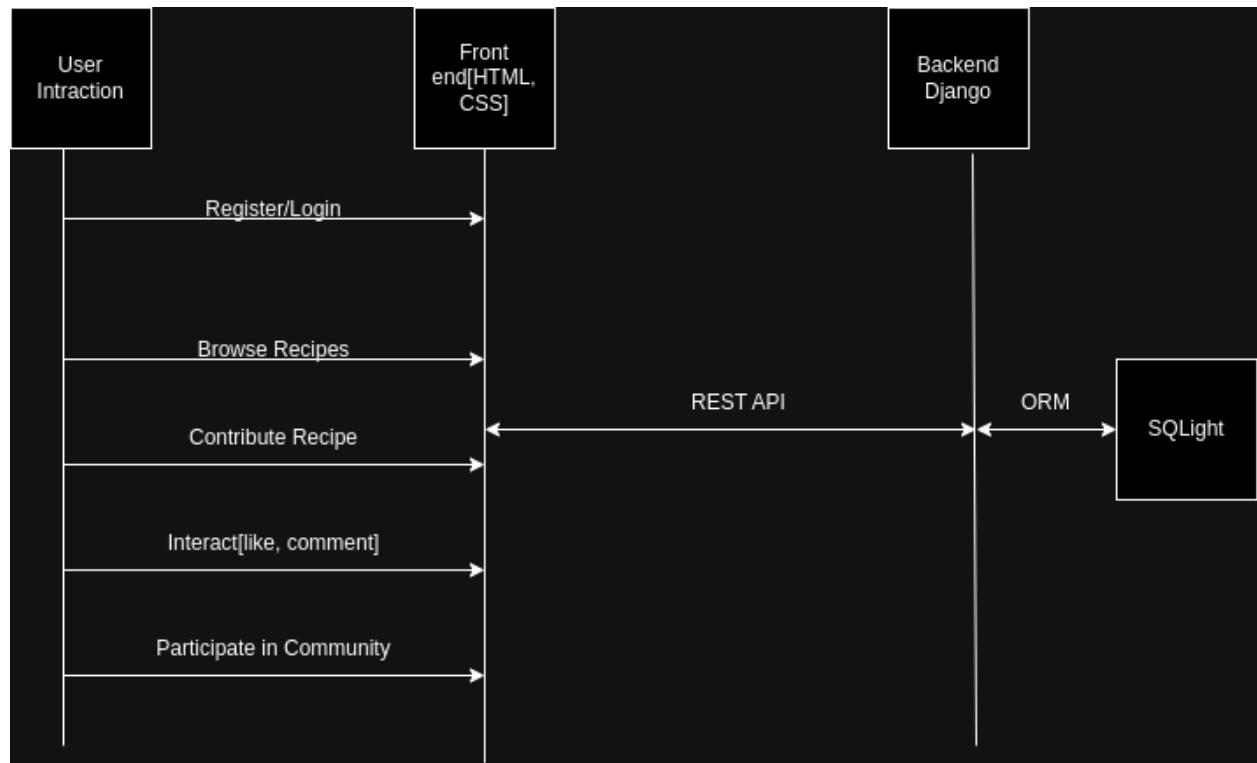 User
Intraction
Front
end[HTML,
CSS]
Backend
Django
Register/Login
Browse Recipes
REST API
ORM
SQLight
Contribute Recipe
Interact[like, comment]
Participate in Community